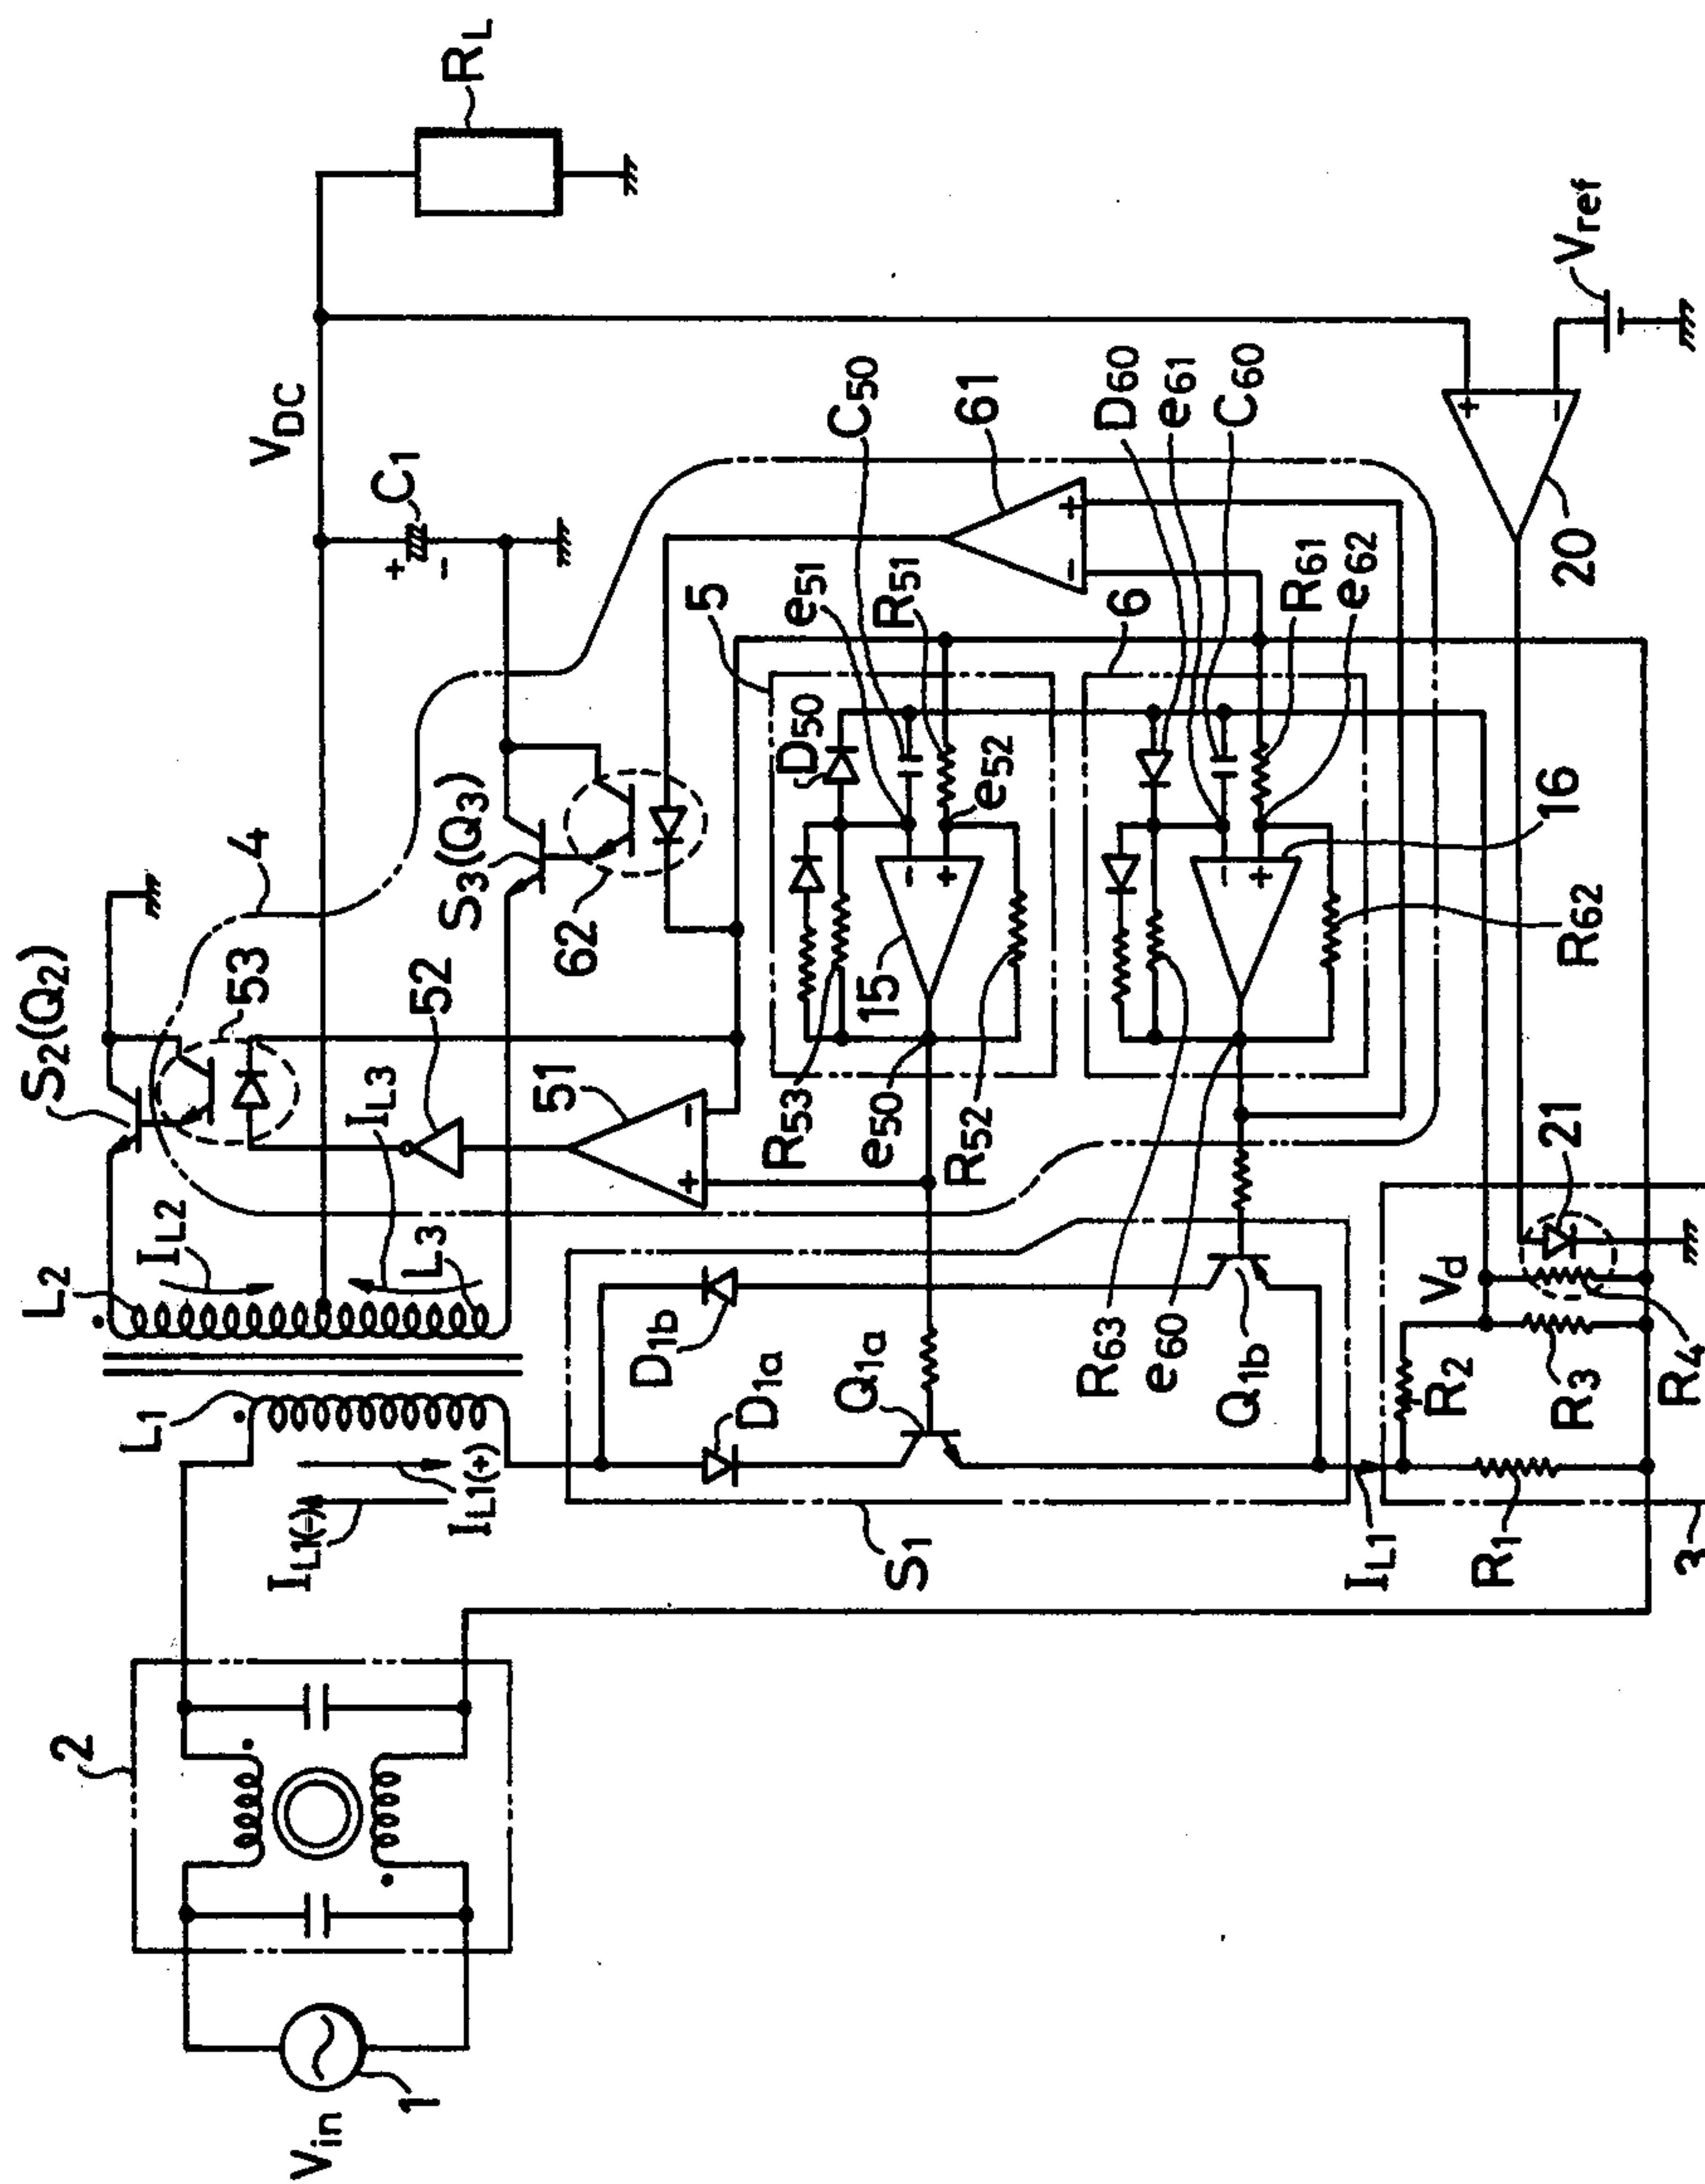 Vin
1
2
L1
L2
L3
IL1(-)
IL1(+)
IL2
IL3
S2(Q2)
53
52
51
4
S3(Q3)
62
VDC
C1
+
-
RL
S1
D1a
D1b
Q1a
Q1b
5
D50
e51
C50
R51
e52
R53
15
-
+
e50
R52
+
-
61
-
+
6
D60
e61
C60
R61
e62
16
-
+
R62
R63
e60
20
+
-
Vref
21
Vd
IL1
R1
R2
R3
R4
3